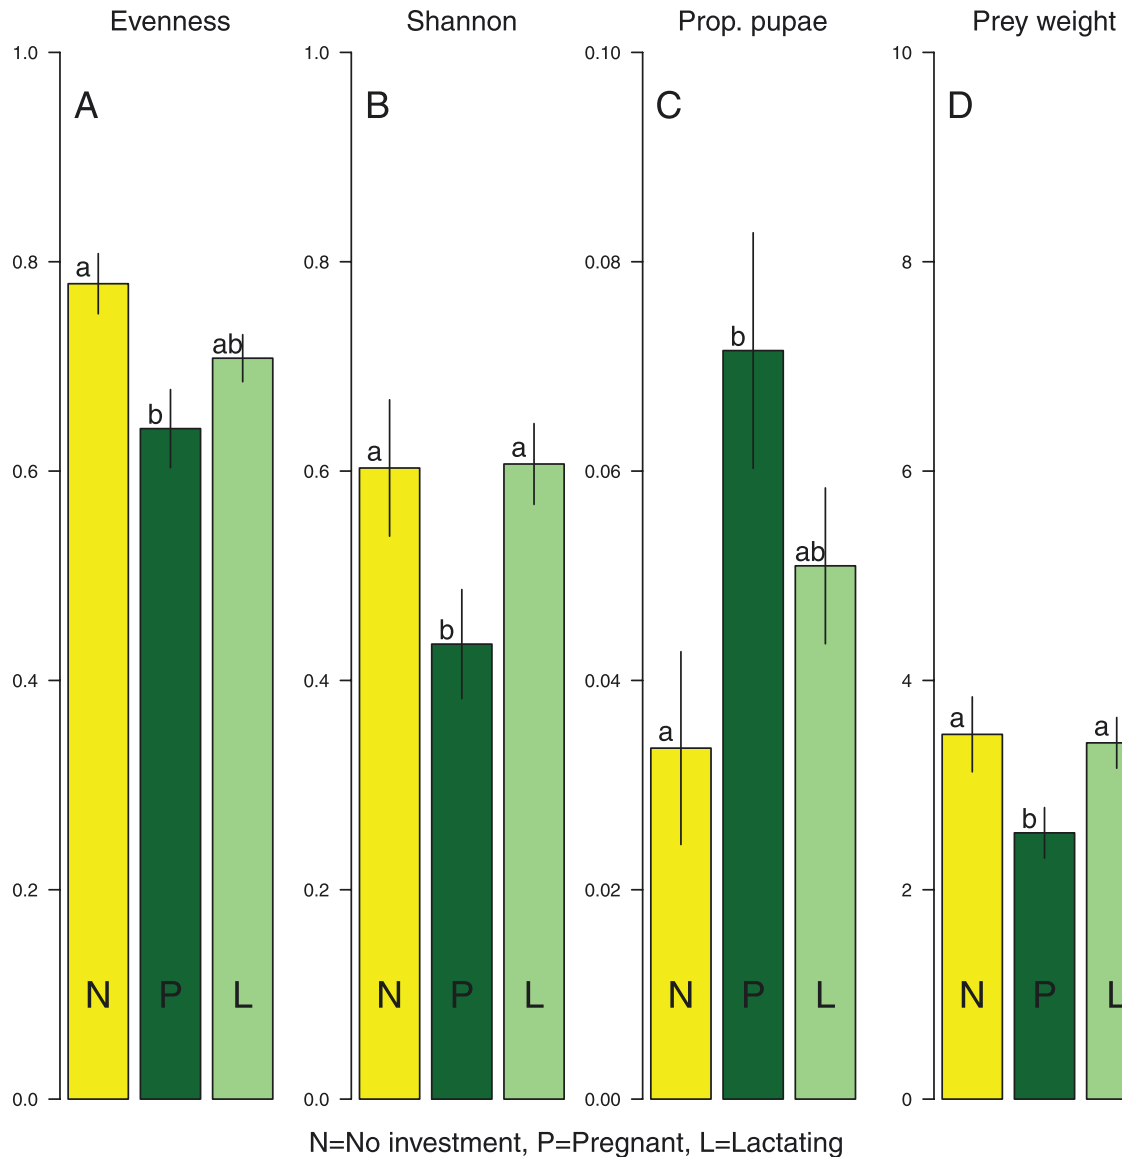 Evenness Shannon Prop. pupae Prey weight
1.0 1.0 0.10 10
A B C D
0.8 0.8 0.08 8
a b ab
a b a
a b ab
a b a
0.6 0.6 0.06 6
0.4 0.4 0.04 4
0.2 0.2 0.02 2
N P L N P L N P L N P L
0.0 0.0 0.00 0
N=No investment, P=Pregnant, L=Lactating